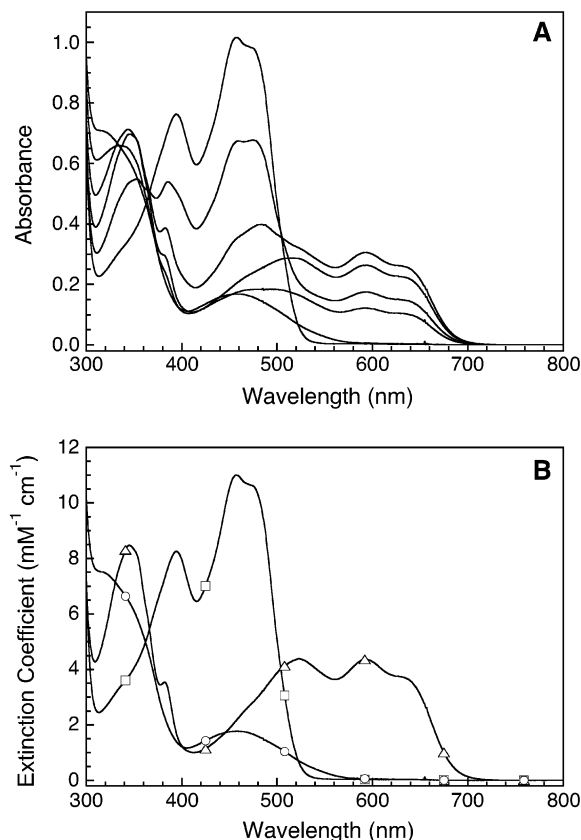 A
1.0
0.8
0.6
0.4
0.2
0.0
Absorbance
300 400 500 600 700 800
Wavelength (nm)
B
12
10
8
6
4
2
0
Extinction Coefficient (mM⁻¹ cm⁻¹)
300 400 500 600 700 800
Wavelength (nm)